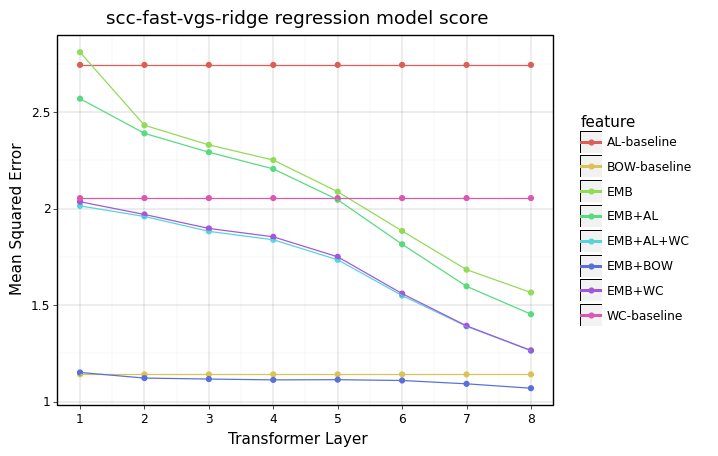 scc-fast-vgs-ridge regression model score
Mean Squared Error
2.5
2
1.5
1
1 2 3 4 5 6 7 8
Transformer Layer
feature
AL-baseline
BOW-baseline
EMB
EMB+AL
EMB+AL+WC
EMB+BOW
EMB+WC
WC-baseline